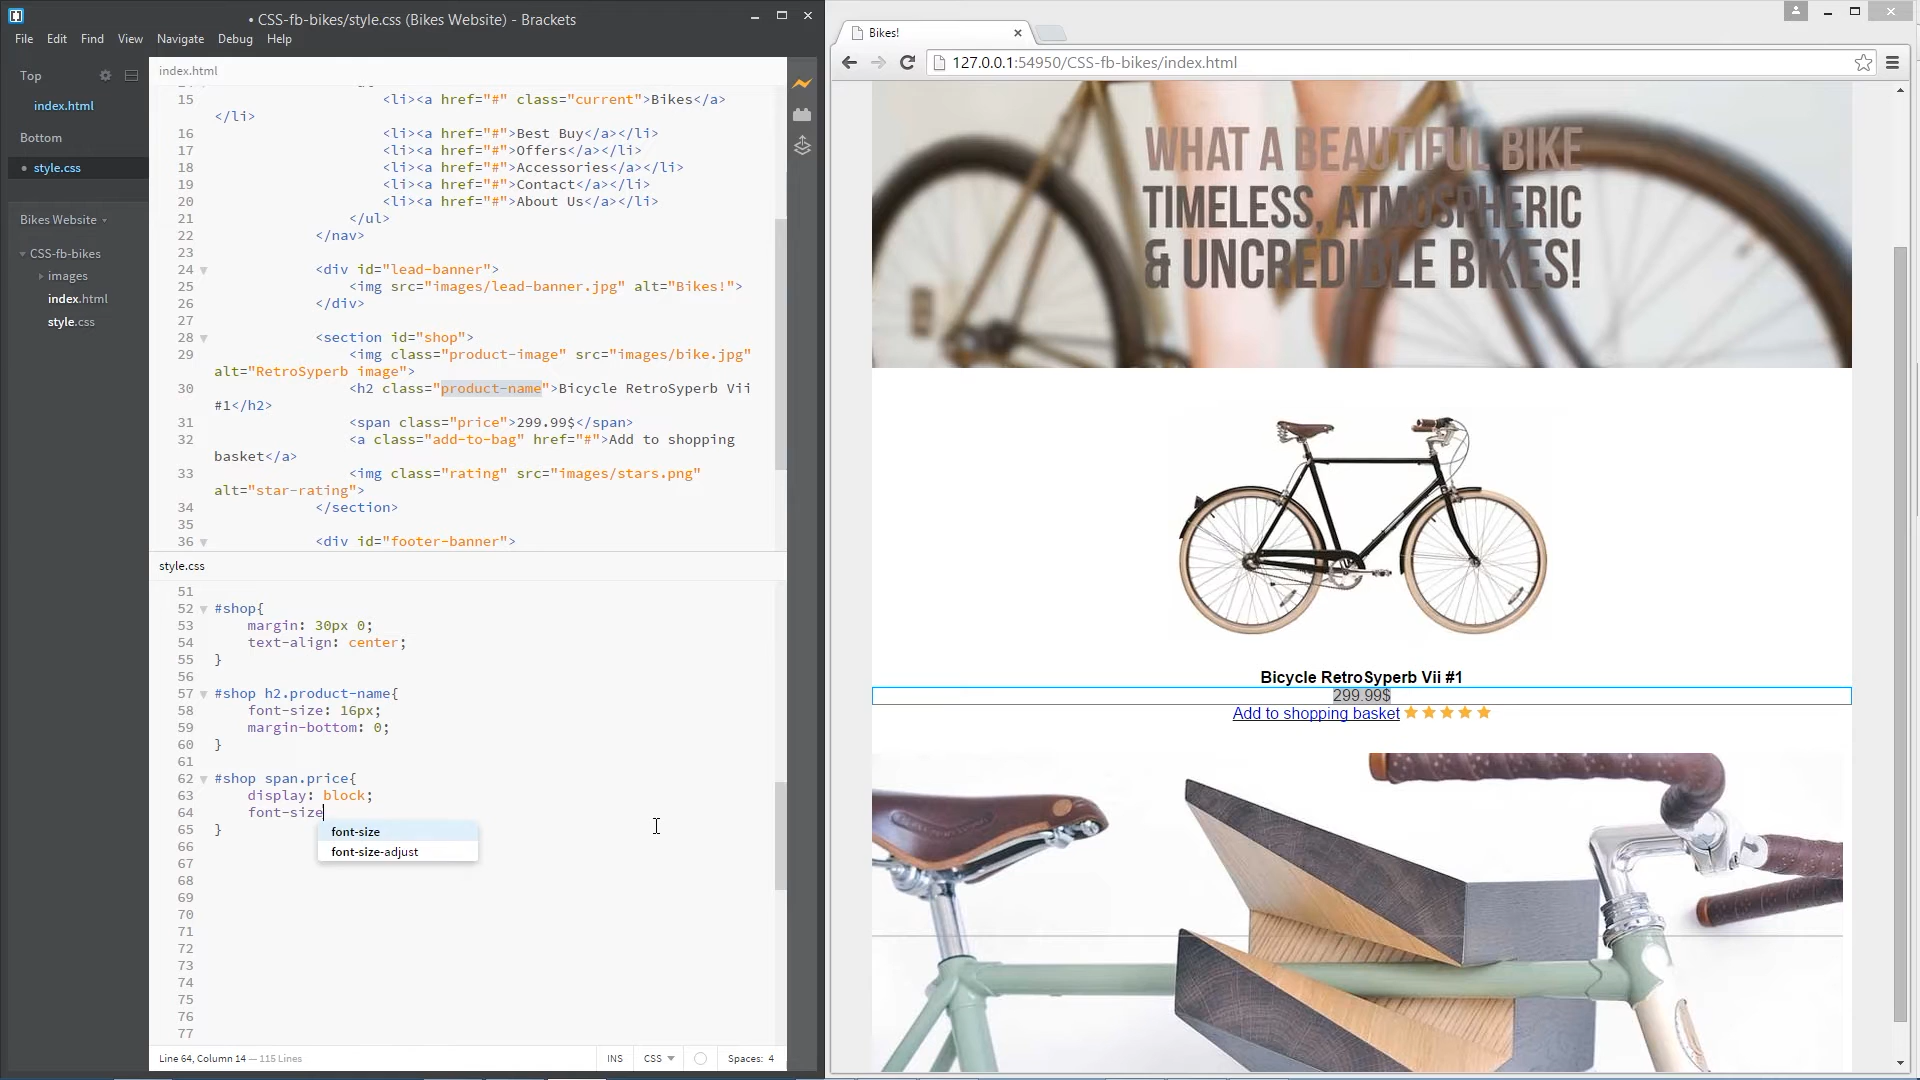 • CSS-fb-bikes/style.css (Bikes Website) - Brackets
File Edit Find View Navigate Debug Help
Top
index.html
Bottom
• style.css
Bikes Website
CSS-fb-bikes
images
index.html
style.css
index.html
15 <li><a href="#" class="current">Bikes</a>
</li>
16 <li><a href="#">Best Buy</a></li>
17 <li><a href="#">Offers</a></li>
18 <li><a href="#">Accessories</a></li>
19 <li><a href="#">Contact</a></li>
20 <li><a href="#">About Us</a></li>
21 </ul>
22 </nav>
23
24 <div id="lead-banner">
25 <img src="images/lead-banner.jpg" alt="Bikes!">
26 </div>
27
28 <section id="shop">
29 <img class="product-image" src="images/bike.jpg"
alt="RetroSyperb image">
30 <h2 class="product-name">Bicycle RetroSyperb Vii
#1</h2>
31 <span class="price">299.99$</span>
32 <a class="add-to-bag" href="#">Add to shopping
basket</a>
33 <img class="rating" src="images/stars.png"
alt="star-rating">
34 </section>
35
36 <div id="footer-banner">
style.css
51
52 #shop{
53 margin: 30px 0;
54 text-align: center;
55 }
56
57 #shop h2.product-name{
58 font-size: 16px;
59 margin-bottom: 0;
60 }
61
62 #shop span.price{
63 display: block;
64 font-size
65 }
font-size
font-size-adjust
66
67
68
69
70
71
72
73
74
75
76
77
Line 64, Column 14 — 115 Lines
INS CSS Spaces: 4
Bikes!
127.0.0.1:54950/CSS-fb-bikes/index.html
WHAT A BEAUTIFUL BIKE
TIMELESS, ATMOSPHERIC
& UNCREDIBLE BIKES!
Bicycle RetroSyperb Vii #1
299.99$
Add to shopping basket